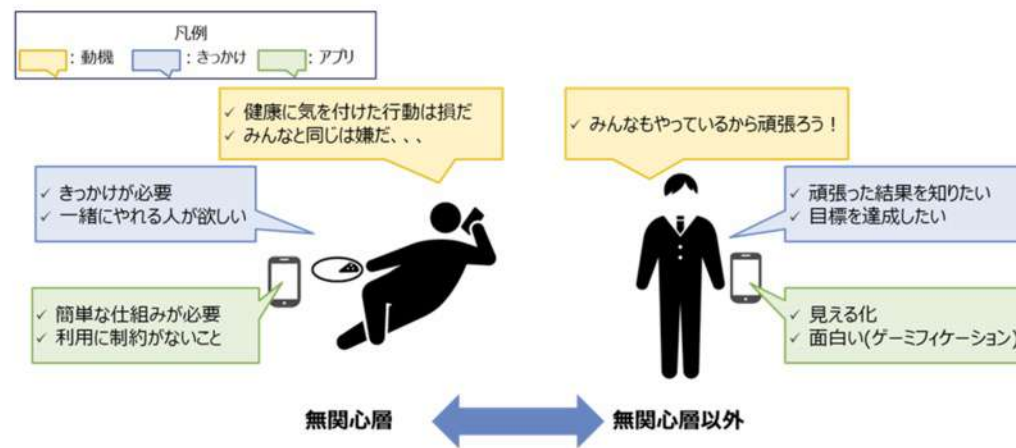 凡例
：動機 ：きっかけ ：アプリ
✓ 健康に気を付けた行動は損だ
✓ みんなと同じは嫌だ、、、
✓ みんなもやっているから頑張ろう！
✓ きっかけが必要
✓ 一緒にやれる人が欲しい
✓ 頑張った結果を知りたい
✓ 目標を達成したい
✓ 簡単な仕組みが必要
✓ 利用に制約がないこと
✓ 見える化
✓ 面白い(ゲーミフィケーション)
無関心層
無関心層以外